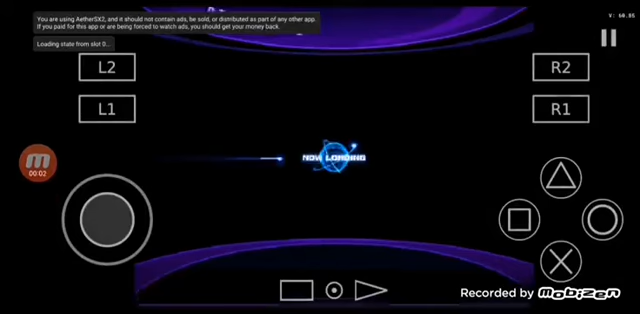 You are using AetherSX2, and it should not contain ads, be sold, or distributed as part of any other app.
If you paid for this app or are being forced to watch ads, you should get your money back.
V: 60.85
Loading state from slot 0...
L2
R2
L1
R1
NOW LOADING
00:02
Recorded by mobizen